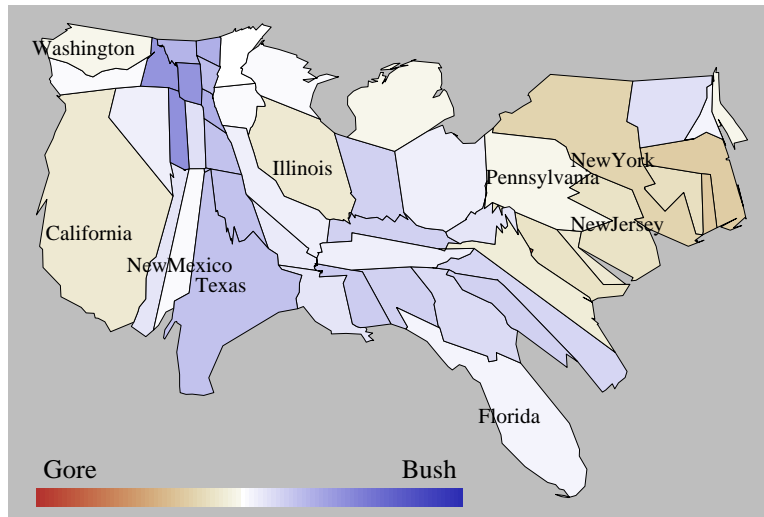 Washington
Illinois
NewYork
Pennsylvania
NewJersey
California
NewMexico
Texas
Florida
Gore
Bush